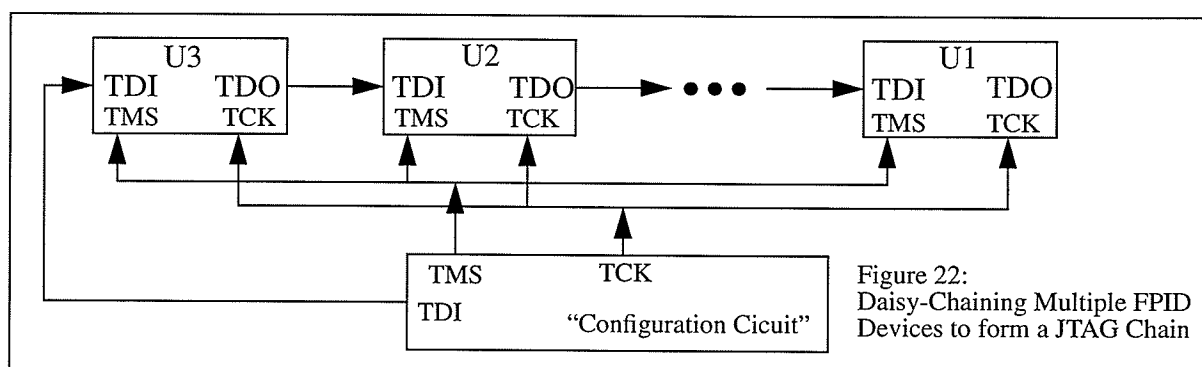 U3
TDI TDO
TMS TCK
U2
TDI TDO
TMS TCK
U1
TDI TDO
TMS TCK
TMS TCK
TDI
“Configuration Cicuit”
Figure 22:
Daisy-Chaining Multiple FPID
Devices to form a JTAG Chain